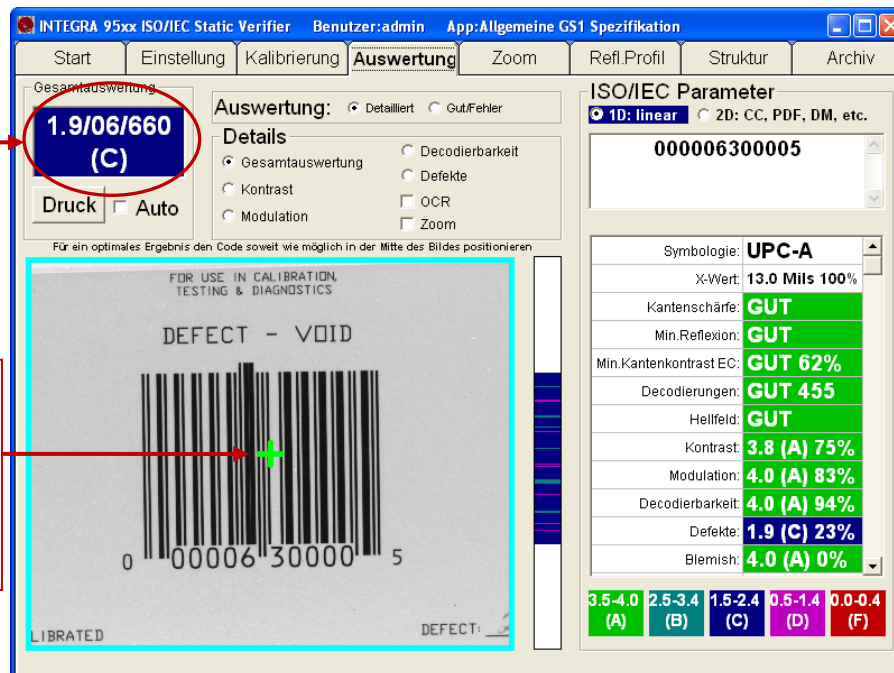 INTEGRA 95xx ISO/IEC Static Verifier Benutzer:admin App:Allgemeine GS1 Spezifikation
Start Einstellung Kalibrierung Auswertung Zoom Refl.Profil Struktur Archiv
Gesamtauswertung
1.9/06/660
(C)
Druck Auto
Auswertung: Detailliert Gut/Fehler
Details
Gesamtauswertung
Kontrast
Modulation
Decodierbarkeit
Defekte
OCR
Zoom
Für ein optimales Ergebnis den Code soweit wie möglich in der Mitte des Bildes positionieren
FOR USE IN CALIBRATION,
TESTING & DIAGNOSTICS
DEFECT - VOID
0 00006 30000 5
LIBRATED
DEFECT:
ISO/IEC Parameter
1D: linear 2D: CC, PDF, DM, etc.
000006300005
Symbologie: UPC-A
X-Wert: 13.0 Mils 100%
Kantenschärfe: GUT
Min.Reflexion: GUT
Min.Kantenkontrast EC: GUT 62%
Decodierungen: GUT 455
Hellfeld: GUT
Kontrast: 3.8 (A) 75%
Modulation: 4.0 (A) 83%
Decodierbarkeit: 4.0 (A) 94%
Defekte: 1.9 (C) 23%
Blemish: 4.0 (A) 0%
3.5-4.0 2.5-3.4 1.5-2.4 0.5-1.4 0.0-0.4
(A) (B) (C) (D) (F)